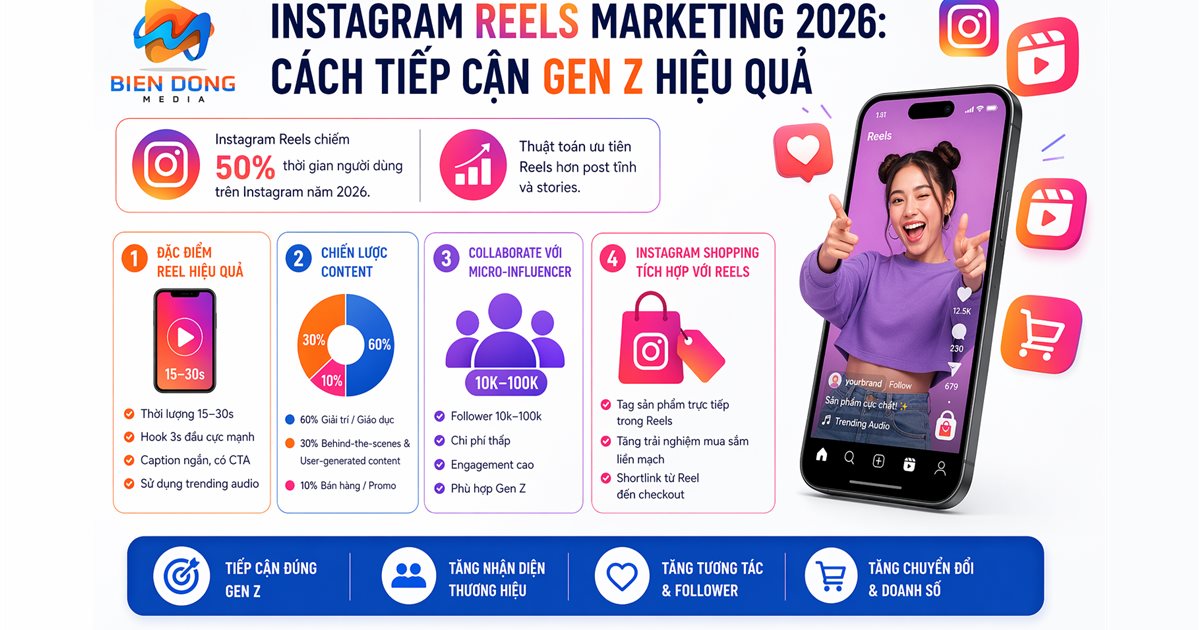 BIEN DONG
MEDIA
INSTAGRAM REELS MARKETING 2026:
CÁCH TIẾP CẬN GEN Z HIỆU QUẢ
Instagram Reels chiếm
50% thời gian người dùng
trên Instagram năm 2026.
Thuật toán ưu tiên
Reels hơn post tĩnh
và stories.
1 ĐẶC ĐIỂM
REEL HIỆU QUẢ
15–30s
Thời lượng 15–30s
Hook 3s đầu cực mạnh
Caption ngắn, có CTA
Sử dụng trending audio
2 CHIẾN LƯỢC
CONTENT
30%
60%
10%
60% Giải trí / Giáo dục
30% Behind-the-scenes &
User-generated content
10% Bán hàng / Promo
3 COLLABORATE VỚI
MICRO-INFLUENCER
10K–100K
Follower 10k–100k
Chi phí thấp
Engagement cao
Phù hợp Gen Z
4 INSTAGRAM SHOPPING
TÍCH HỢP VỚI REELS
Tag sản phẩm trực tiếp
trong Reels
Tăng trải nghiệm mua sắm
liền mạch
Shortlink từ Reel
đến checkout
Reels
12.5K
230
679
yourbrand Follow
Sản phẩm cực chất!
Trending Audio
TIẾP CẬN ĐÚNG
GEN Z
TĂNG NHẬN DIỆN
THƯƠNG HIỆU
TĂNG TƯƠNG TÁC
& FOLLOWER
TĂNG CHUYỂN ĐỔI
& DOANH SỐ